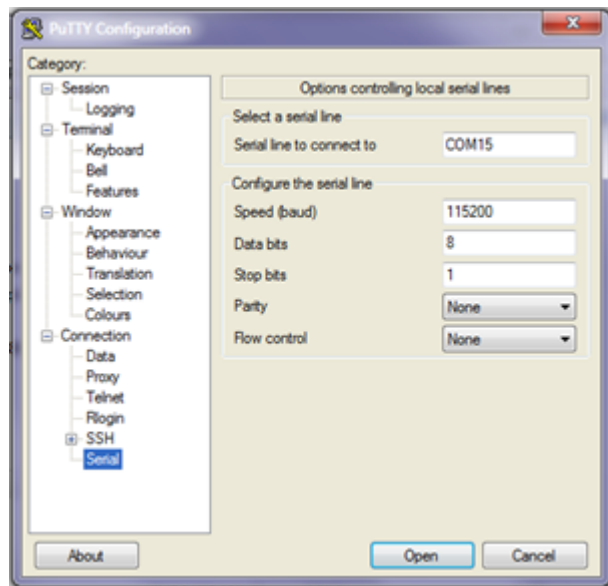 PuTTY Configuration
Category:
Session
Logging
Terminal
Keyboard
Bell
Features
Window
Appearance
Behaviour
Translation
Selection
Colours
Connection
Data
Proxy
Telnet
Rlogin
SSH
Serial
Options controlling local serial lines
Select a serial line
Serial line to connect to COM15
Configure the serial line
Speed (baud) 115200
Data bits 8
Stop bits 1
Parity None
Flow control None
About Open Cancel